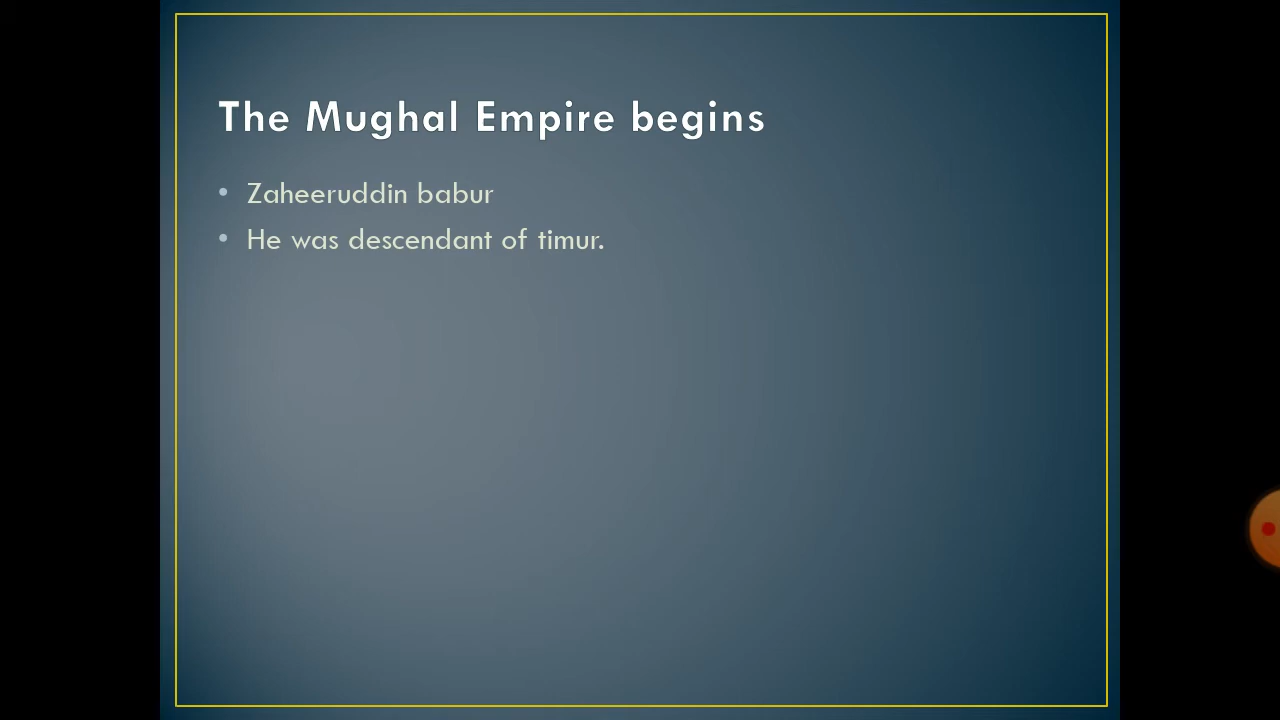 The Mughal Empire begins
• Zaheeruddin babur
• He was descendant of timur.